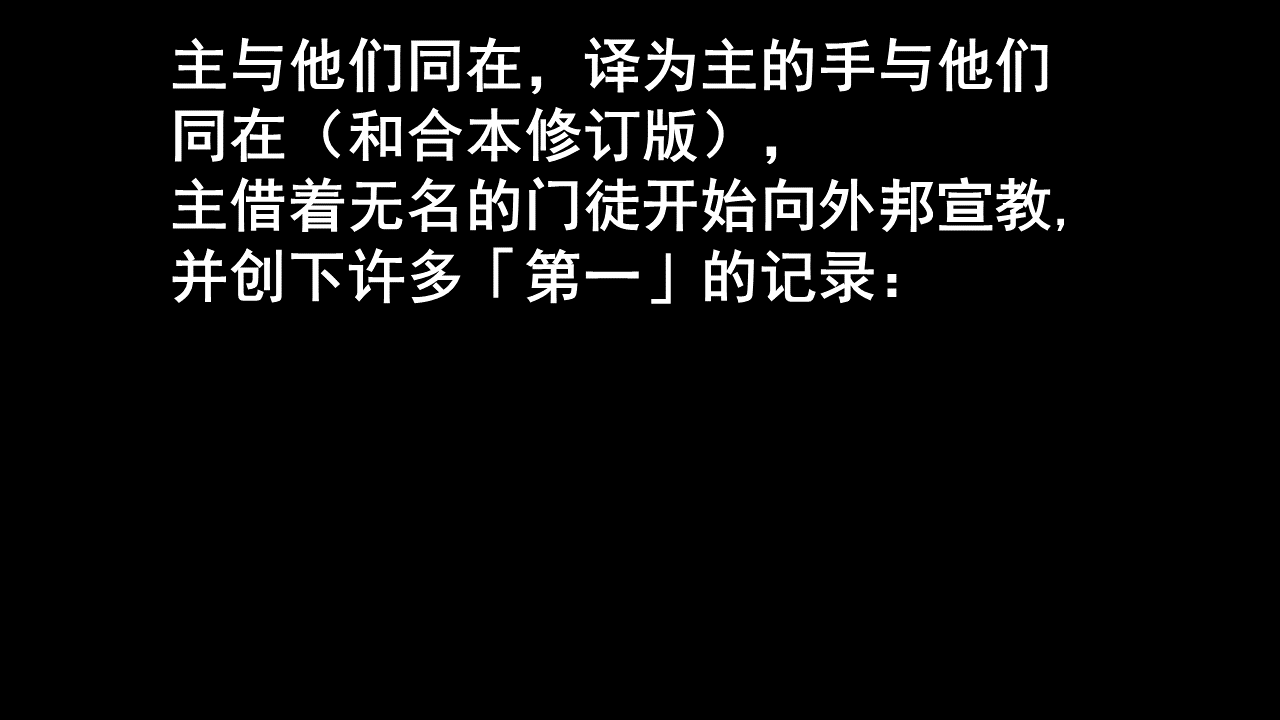 主与他们同在，译为主的手与他们
同在（和合本修订版），
主借着无名的门徒开始向外邦宣教,
并创下许多「第一」的记录：